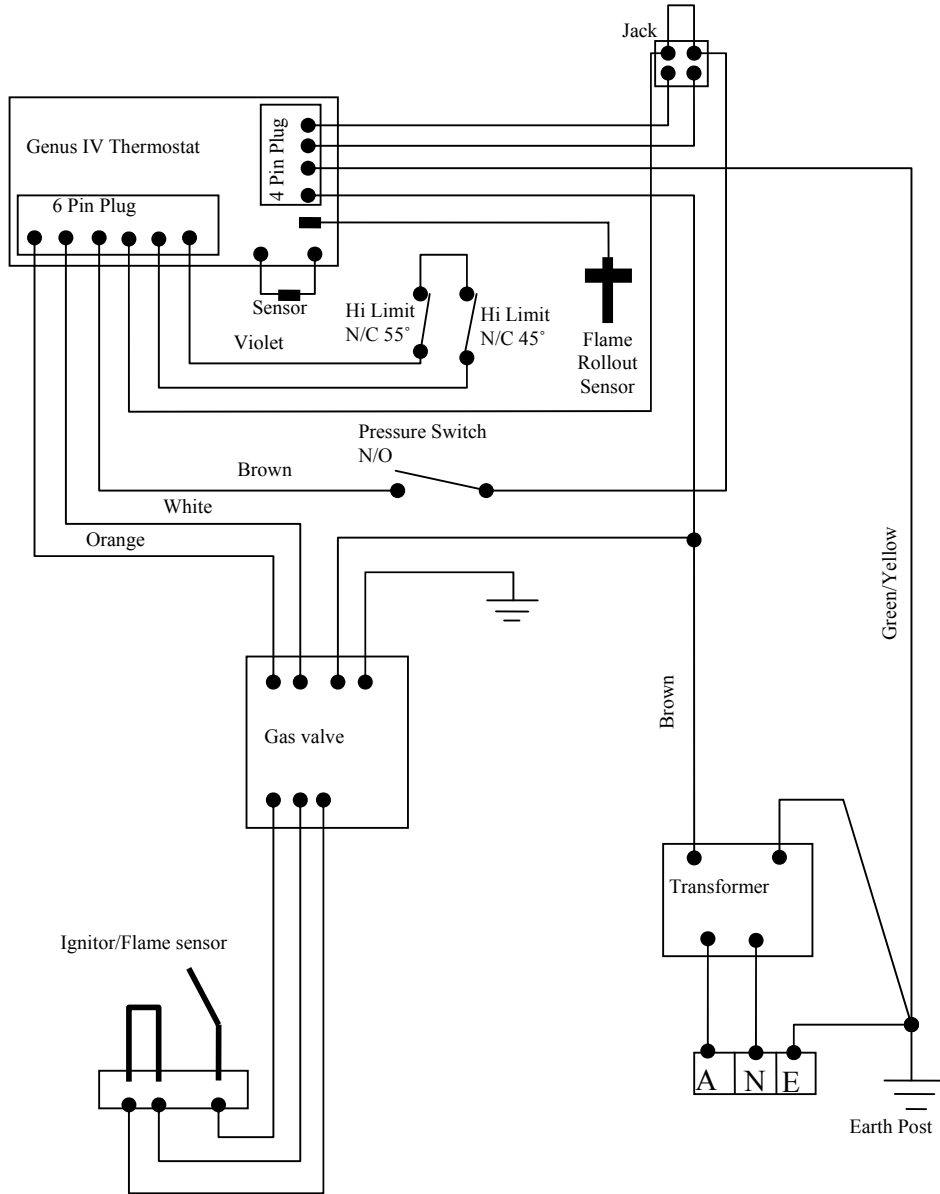 Jack
Genus IV Thermostat
4 Pin Plug
6 Pin Plug
Sensor
Hi Limit
N/C 55˚
Hi Limit
N/C 45˚
Violet
Flame
Rollout
Sensor
Pressure Switch
N/O
Brown
White
Orange
Green/Yellow
Brown
Gas valve
Transformer
Ignitor/Flame sensor
A N E
Earth Post